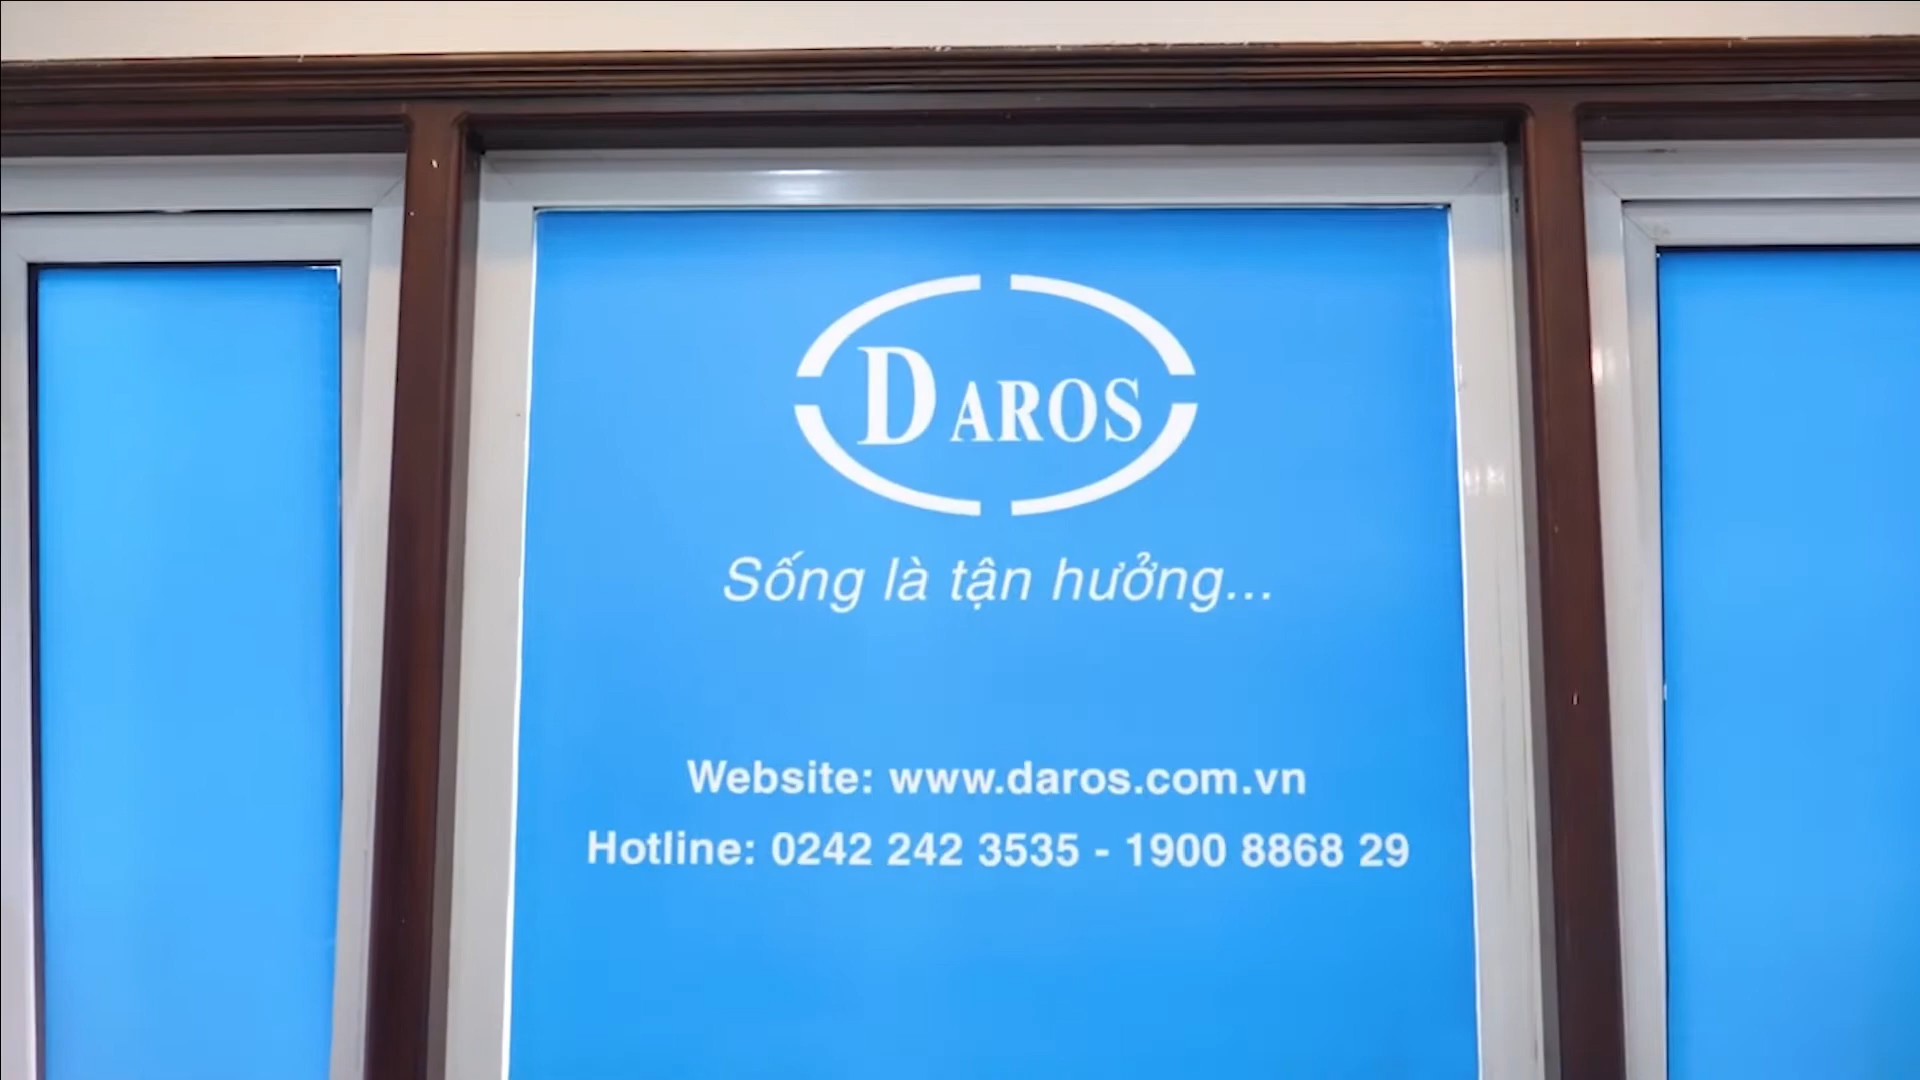 DAROS
Sống là tận hưởng...
Website: www.daros.com.vn
Hotline: 0242 242 3535 - 1900 8868 29